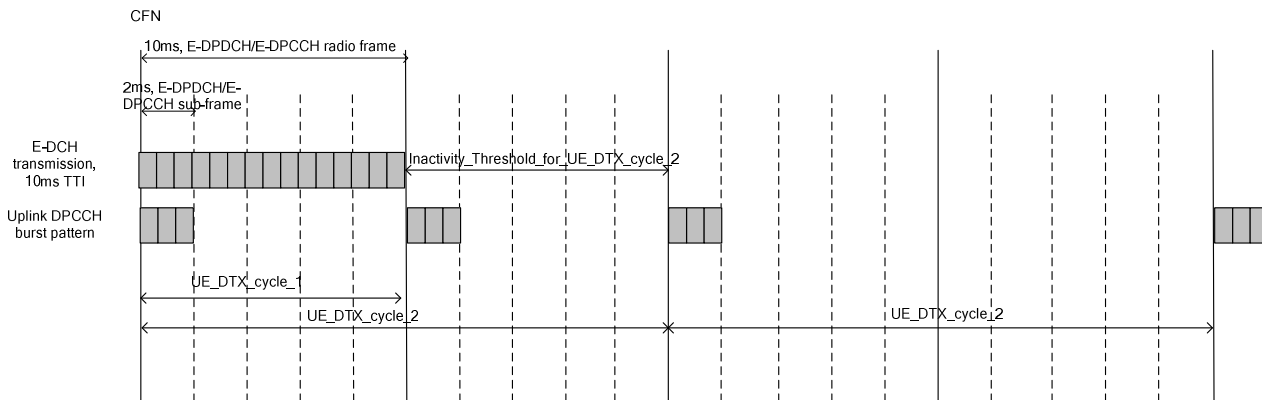 CFN
10ms, E-DPDCH/E-DPCCH radio frame
2ms, E-DPDCH/E-
DPCCH sub-frame
E-DCH
transmission,
10ms TTI
Inactivity_Threshold_for_UE_DTX_cycle_2
Uplink DPCCH
burst pattern
UE_DTX_cycle_1
UE_DTX_cycle_2
UE_DTX_cycle_2